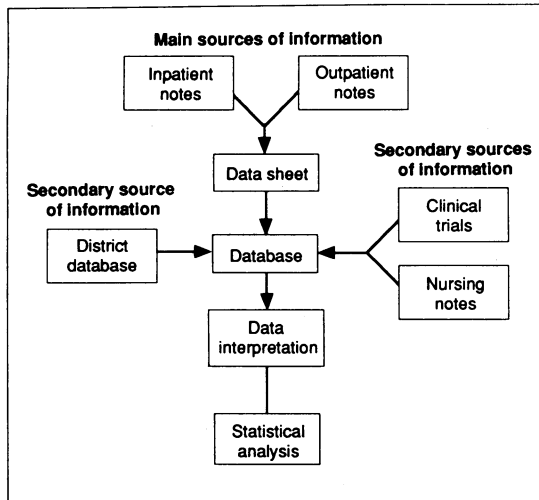 Main sources of information
Inpatient
notes
Outpatient
notes
Data sheet
Secondary sources
of information
Secondary source
of information
Clinical
trials
District
database
Database
Nursing
notes
Data
interpretation
Statistical
analysis